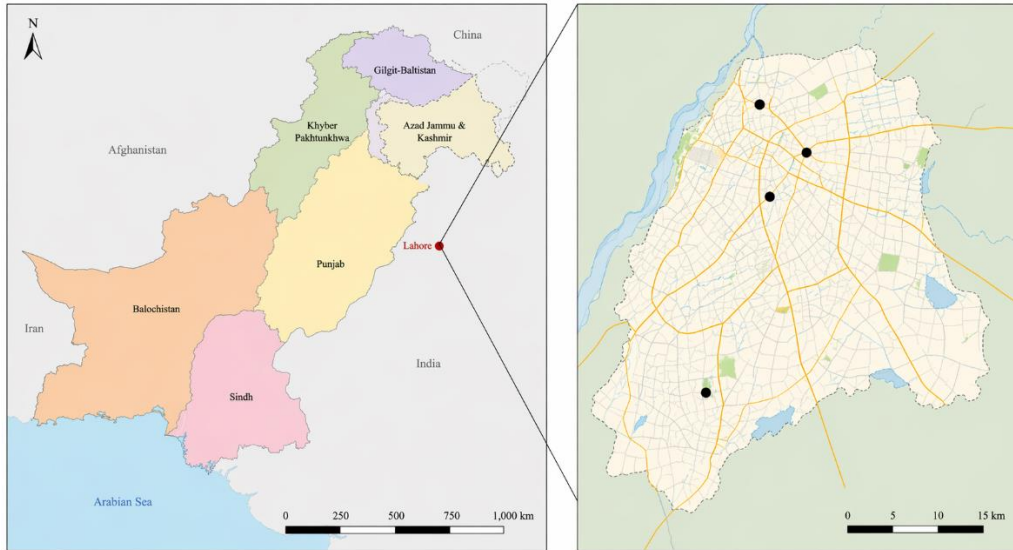 N
China
Gilgit-Baltistan
Khyber
Pakhtunkhwa
Azad Jammu &
Kashmir
Afghanistan
Lahore
Punjab
Balochistan
Iran
India
Sindh
Arabian Sea
0 250 500 750 1,000 km
0 5 10 15 km